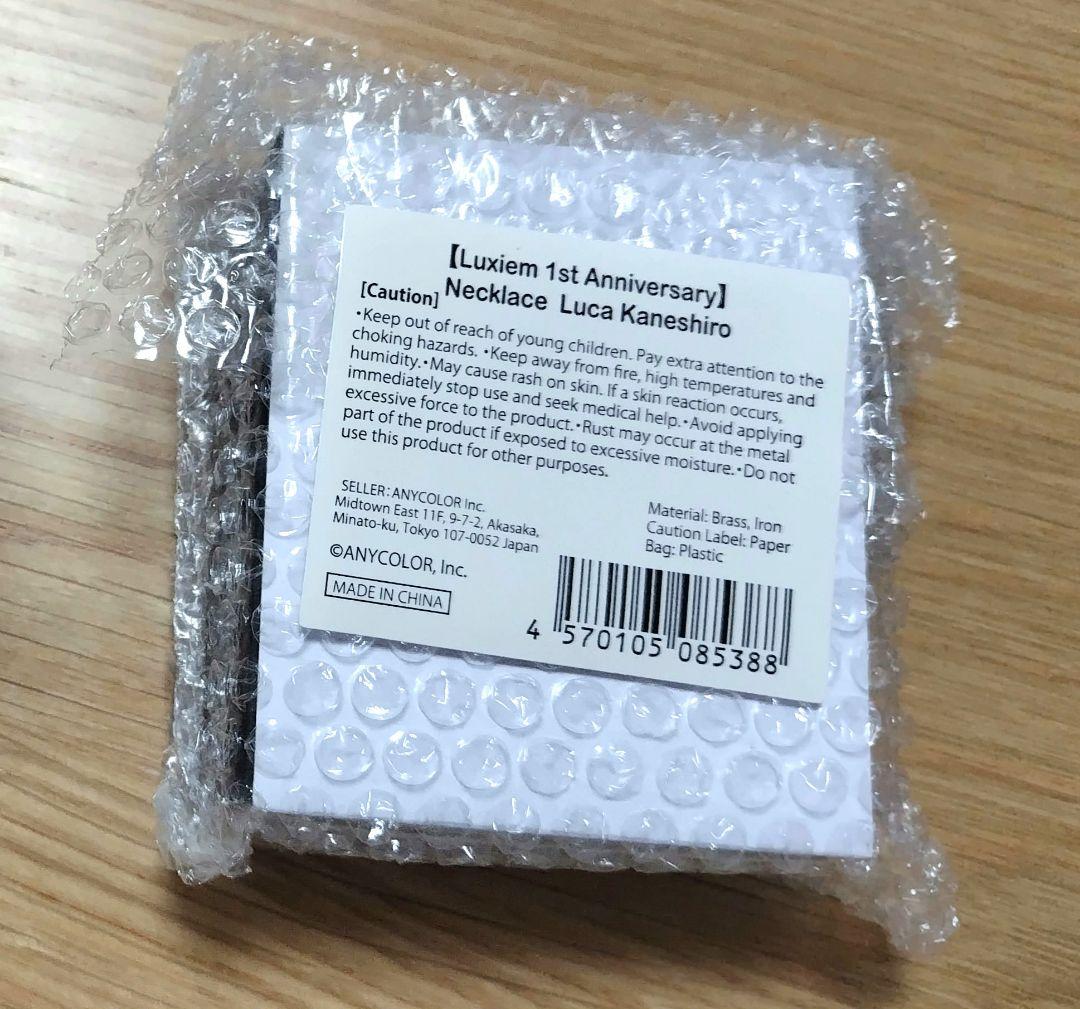 【Luxiem 1st Anniversary】
Necklace Luca Kaneshiro
[Caution]
•Keep out of reach of young children. Pay extra attention to the
choking hazards. •Keep away from fire, high temperatures and
humidity.•May cause rash on skin. If a skin reaction occurs,
immediately stop use and seek medical help.•Avoid applying
excessive force to the product.•Rust may occur at the metal
part of the product if exposed to excessive moisture.•Do not
use this product for other purposes.
SELLER:ANYCOLOR Inc.
Midtown East 11F, 9-7-2, Akasaka,
Minato-ku, Tokyo 107-0052 Japan
©ANYCOLOR, Inc.
MADE IN CHINA
Material: Brass, Iron
Caution Label: Paper
Bag: Plastic
4 570105 085388